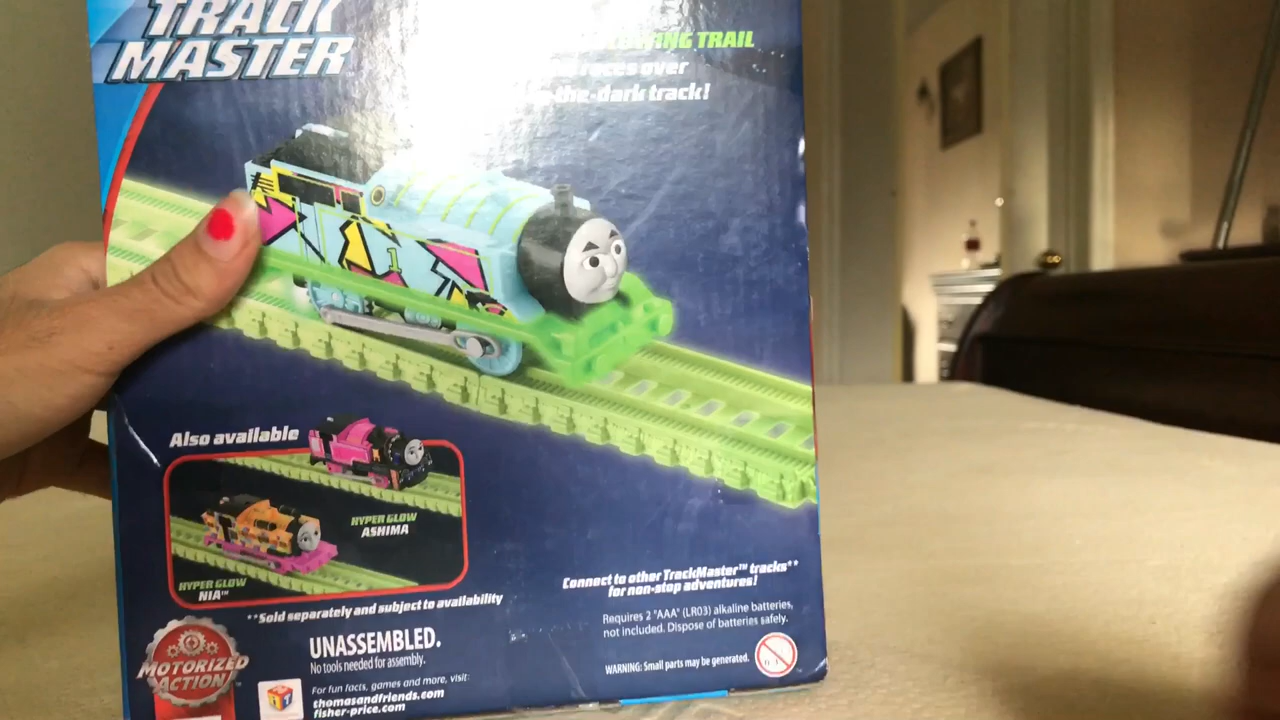 TRACK
MASTER
TRAIL
races over
the-dark track!
1
Also available
HYPER GLOW
ASHIMA
HYPER GLOW
NIA™
**Sold separately and subject to availability
Connect to other TrackMaster™ tracks**
for non-stop adventures!
Requires 2 "AAA" (LR03) alkaline batteries,
not included. Dispose of batteries safely.
WARNING: Small parts may be generated.
UNASSEMBLED.
No tools needed for assembly.
MOTORIZED
ACTION™
For fun facts, games and more, visit:
thomasandfriends.com
fisher-price.com